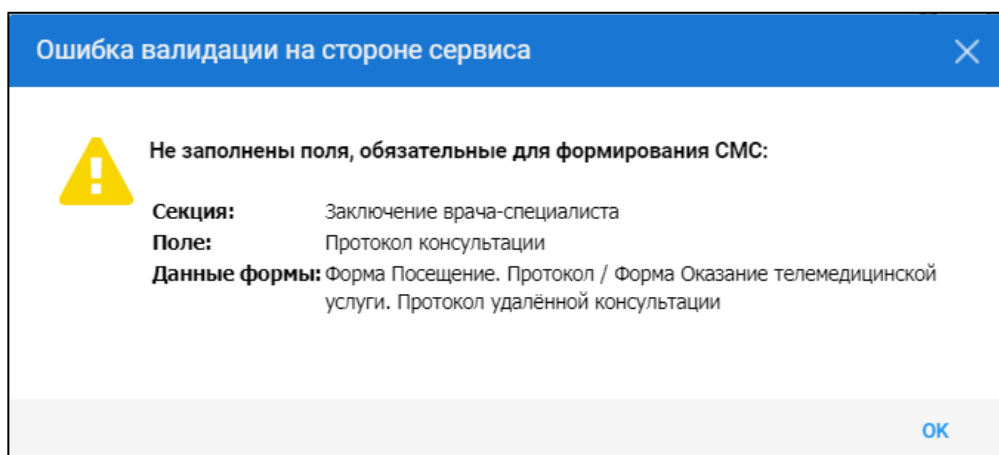 Ошибка валидации на стороне сервиса
Не заполнены поля, обязательные для формирования СМС:
Секция: Заключение врача-специалиста
Поле: Протокол консультации
Данные формы: Форма Посещение. Протокол / Форма Оказание телемедицинской
услуги. Протокол удалённой консультации
ОК